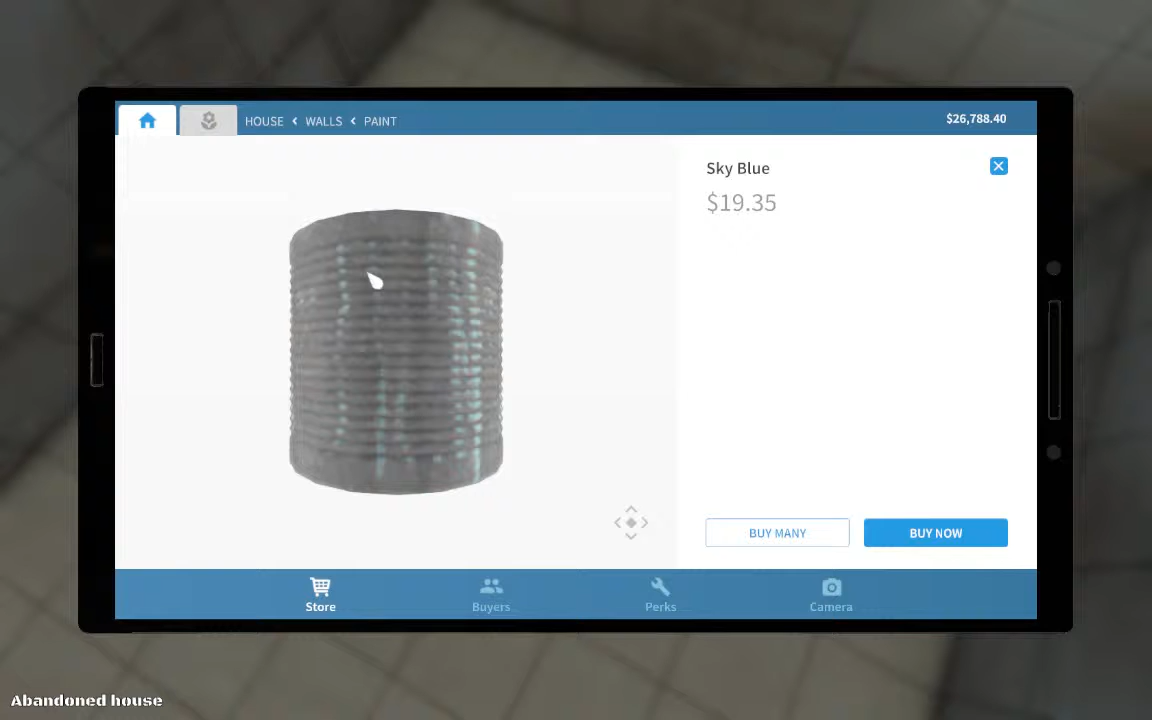 HOUSE < WALLS < PAINT
$26,788.40
Sky Blue
$19.35
BUY MANY
BUY NOW
Store
Buyers
Perks
Camera
Abandoned house